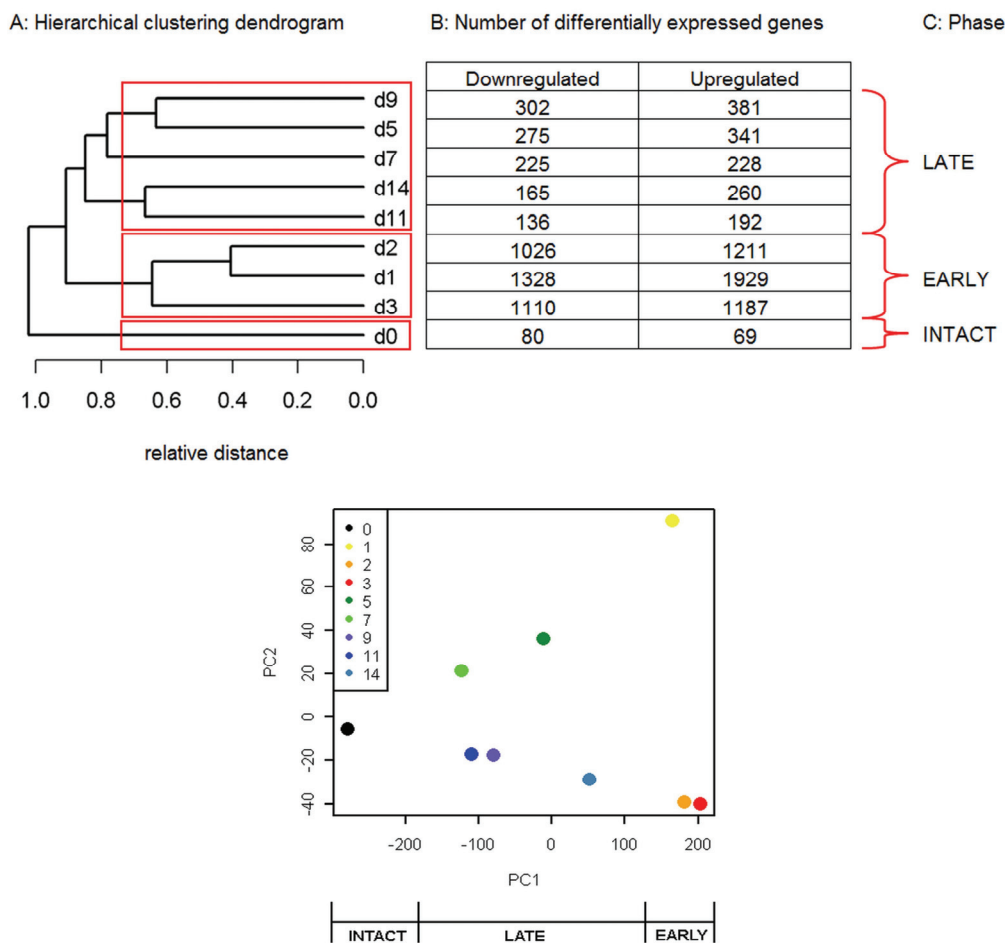 A: Hierarchical clustering dendrogram
B: Number of differentially expressed genes
C: Phase
Downregulated Upregulated
d9 302 381
d5 275 341
d7 225 228
d14 165 260
d11 136 192
LATE
d2 1026 1211
d1 1328 1929
d3 1110 1187
EARLY
d0 80 69
INTACT
1.0 0.8 0.6 0.4 0.2 0.0
relative distance
0
1
2
3
5
7
9
11
14
80
60
40
20
0
-20
-40
PC2
-200 -100 0 100 200
PC1
INTACT LATE EARLY